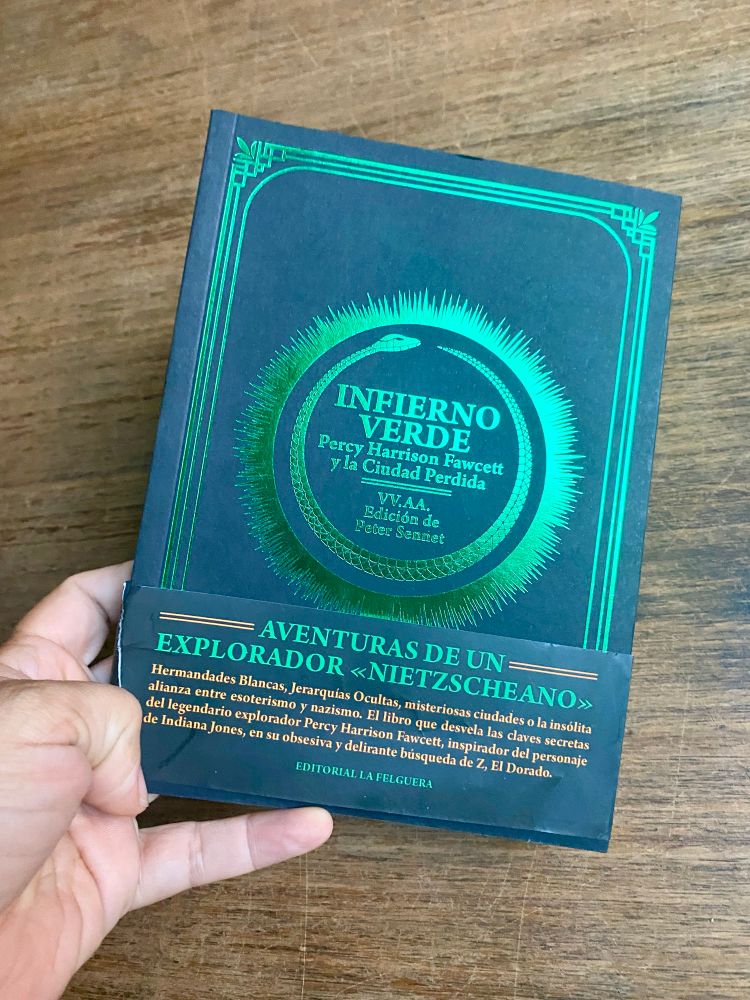 INFIERNO
VERDE
Percy Harrison Fawcett
y la Ciudad Perdida
VV.AA.
Edición de
Peter Sennet
AVENTURAS DE UN
EXPLORADOR «NIETZSCHEANO»
Hermandades Blancas, Jerarquías Ocultas, misteriosas ciudades o la insólita
alianza entre esoterismo y nazismo. El libro que desvela las claves secretas
del legendario explorador Percy Harrison Fawcett, inspirador del personaje
de Indiana Jones, en su obsesiva y delirante búsqueda de Z, El Dorado.
EDITORIAL LA FELGUERA